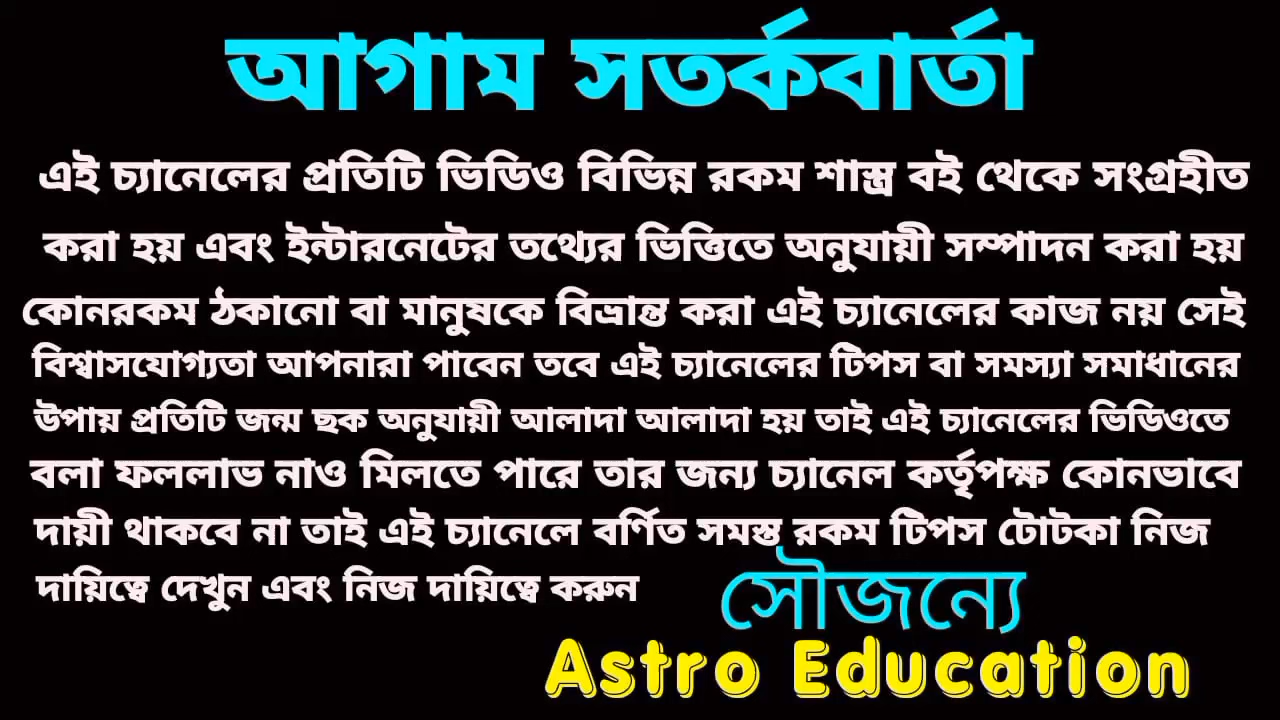 আগাম সতর্কবার্তা
এই চ্যানেলের প্রতিটি ভিডিও বিভিন্ন রকম শাস্ত্র বই থেকে সংগ্রহীত
করা হয় এবং ইন্টারনেটের তথ্যের ভিত্তিতে অনুযায়ী সম্পাদন করা হয়
কোনরকম ঠকানো বা মানুষকে বিভ্রান্ত করা এই চ্যানেলের কাজ নয় সেই
বিশ্বাসযোগ্যতা আপনারা পাবেন তবে এই চ্যানেলের টিপস বা সমস্যা সমাধানের
উপায় প্রতিটি জন্ম ছক অনুযায়ী আলাদা আলাদা হয় তাই এই চ্যানেলের ভিডিওতে
বলা ফললাভ নাও মিলতে পারে তার জন্য চ্যানেল কর্তৃপক্ষ কোনভাবে
দায়ী থাকবে না তাই এই চ্যানেলে বর্ণিত সমস্ত রকম টিপস টোটকা নিজ
দায়িত্বে দেখুন এবং নিজ দায়িত্বে করুন
সৌজন্যে
Astro Education